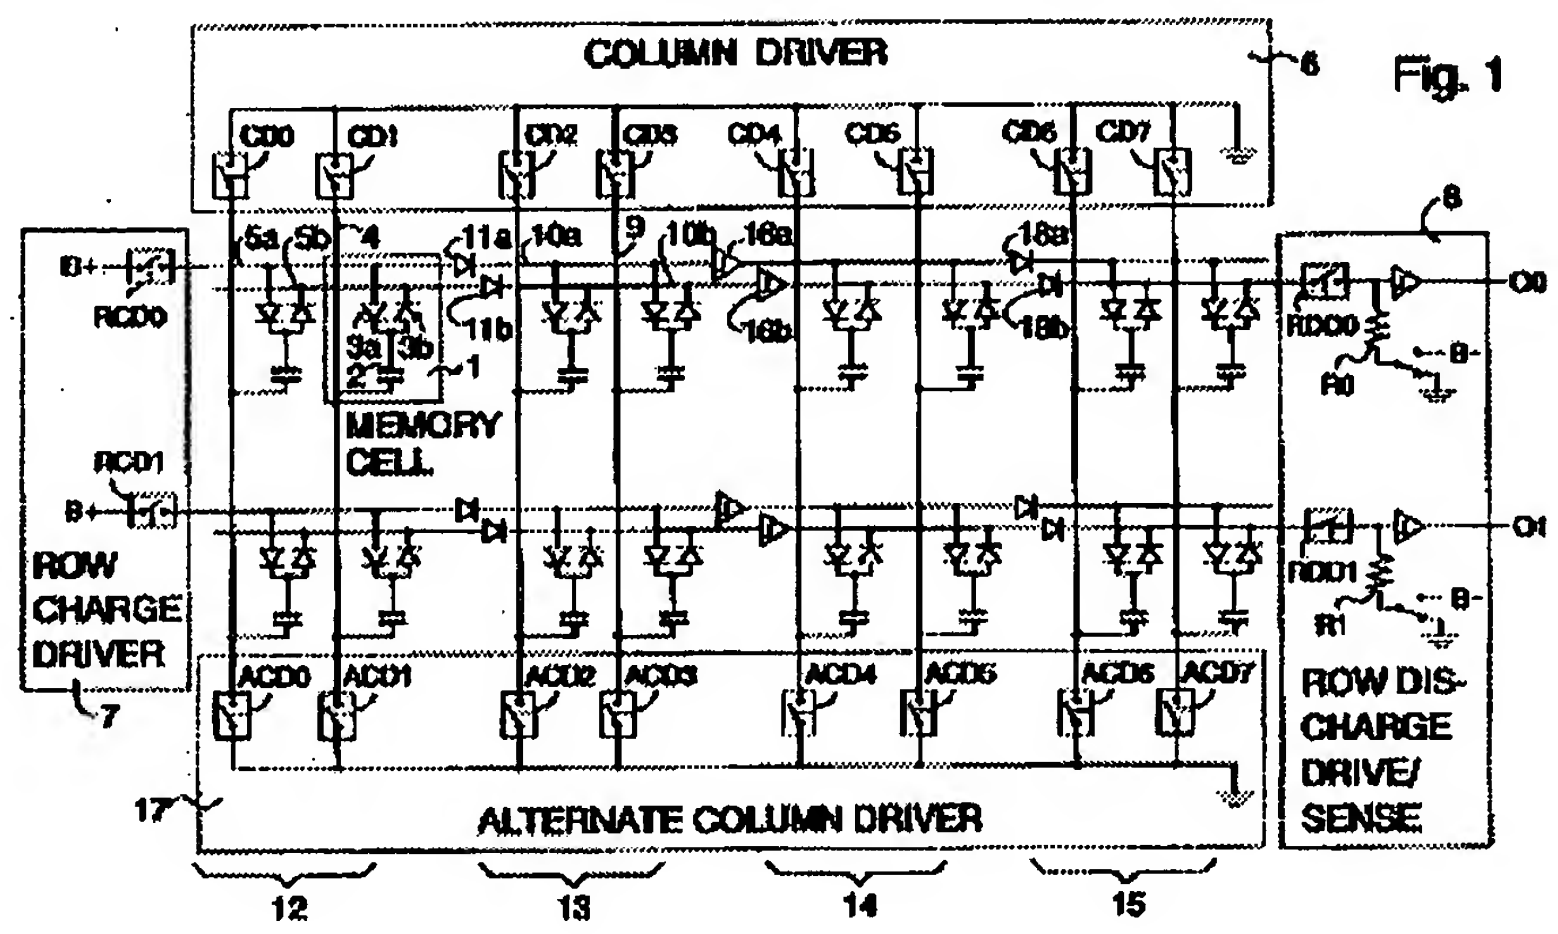 COLUMN DRIVER
6
Fig. 1
CD0 CD1 CD2 CD3 CD4 CD5 CD6 CD7
8
5a 5b 4 11a 10a 9 10b 16a 18a
B+
RCD0
11b 16b 18b
RDD0
O0
3a 3b
2 1
R0
B-
MEMORY
CELL
RCD1
B+
O1
RDD1
R1
B-
ROW
CHARGE
DRIVER
7
ACD0 ACD1 ACD2 ACD3 ACD4 ACD5 ACD6 ACD7
ROW DIS-
CHARGE
DRIVE/
SENSE
17
ALTERNATE COLUMN DRIVER
12 13 14 15